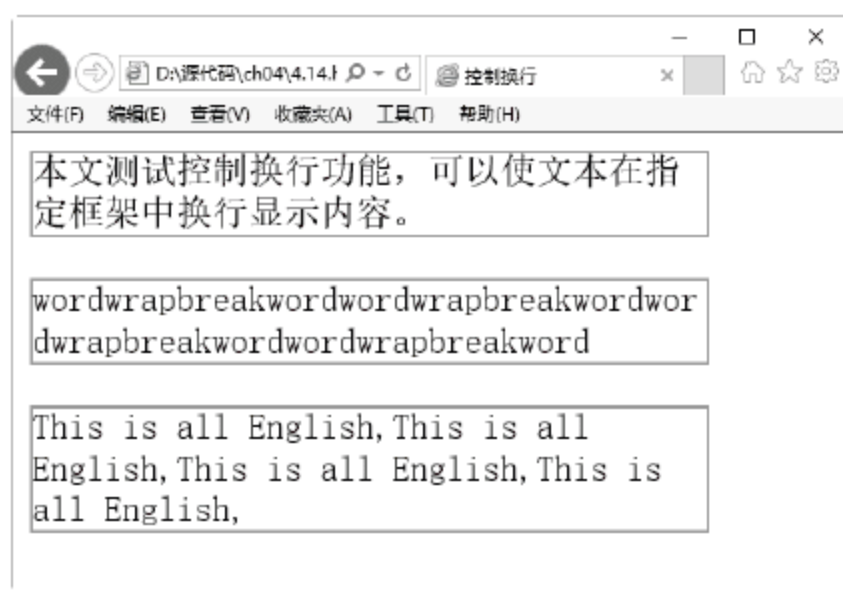 D:\源代码\ch04\4.14.h
控制换行
文件(F) 编辑(E) 查看(V) 收藏夹(A) 工具(T) 帮助(H)
本文测试控制换行功能，可以使文本在指
定框架中换行显示内容。
wordwrapbreakwordwordwrapbreakwordwor
dwrapbreakwordwordwrapbreakword
This is all English,This is all
English,This is all English,This is
all English,